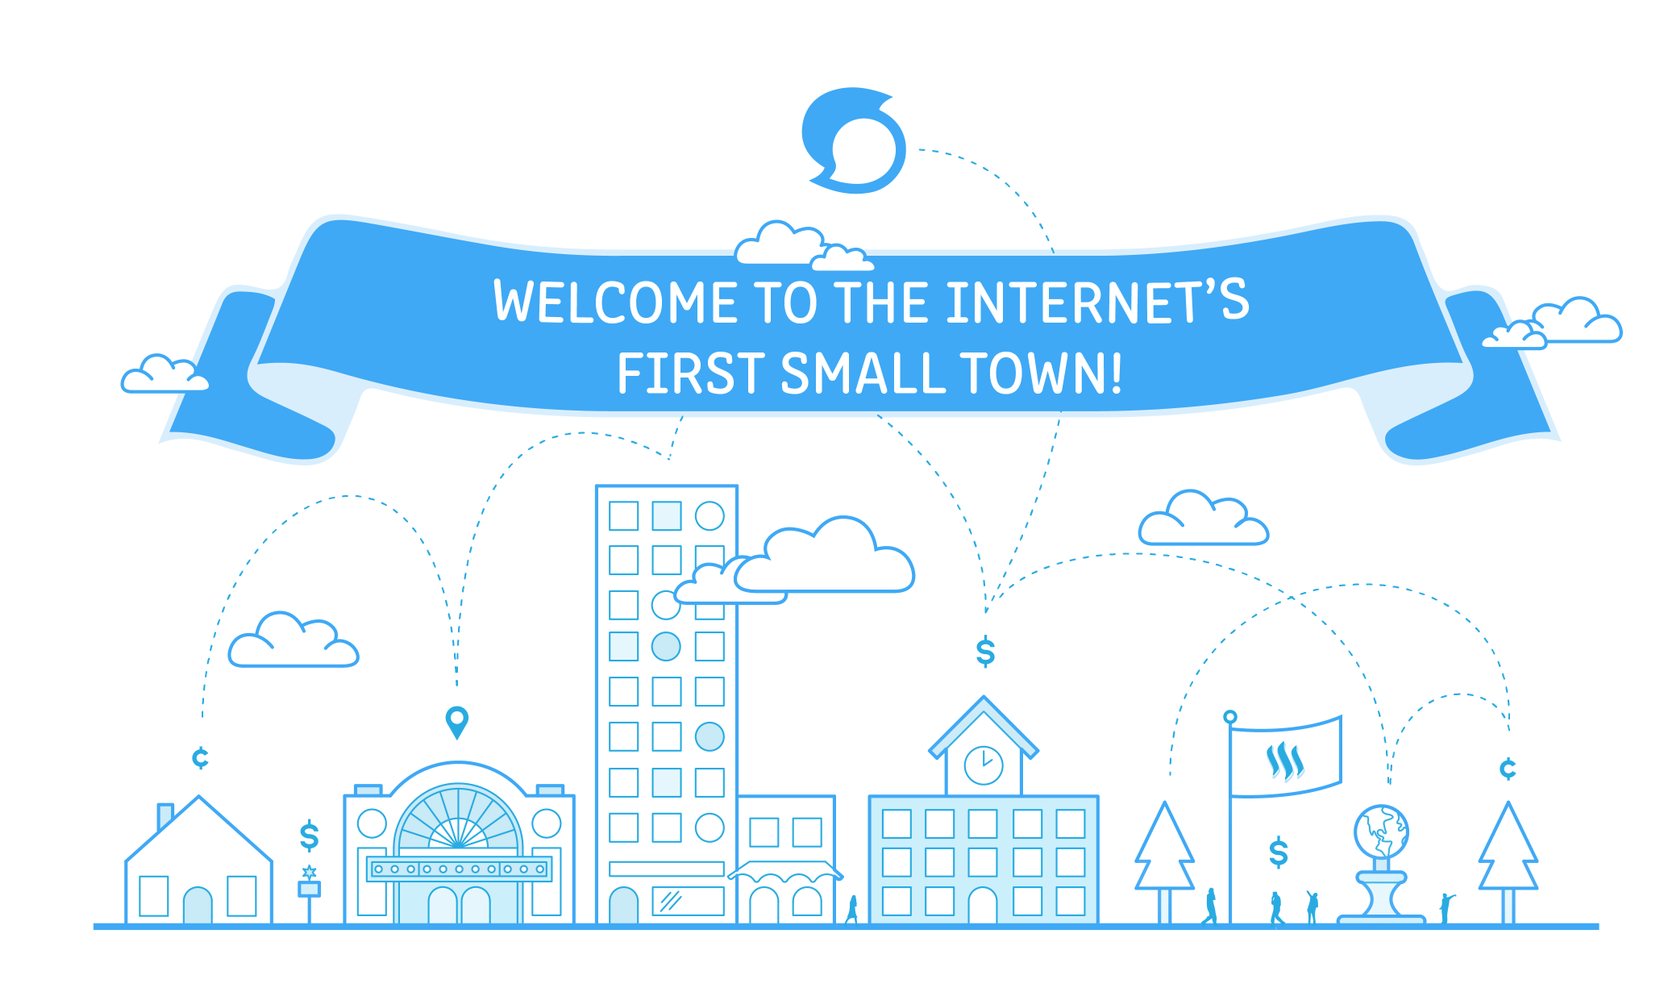 WELCOME TO THE INTERNET’S
FIRST SMALL TOWN!
$
¢
¢
$
$